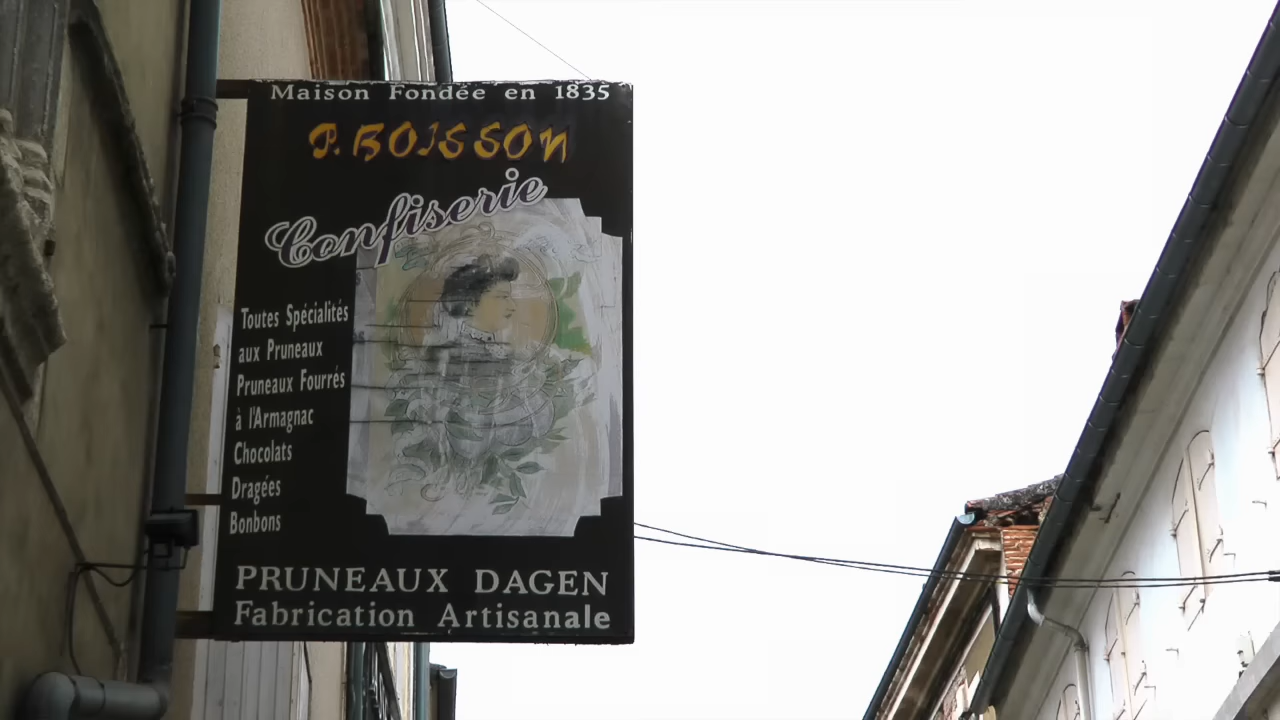 Maison Fondée en 1835
P. BOISSON
Confiserie
Toutes Spécialités
aux Pruneaux
Pruneaux Fourrés
à l'Armagnac
Chocolats
Dragées
Bonbons
PRUNEAUX DAGEN
Fabrication Artisanale